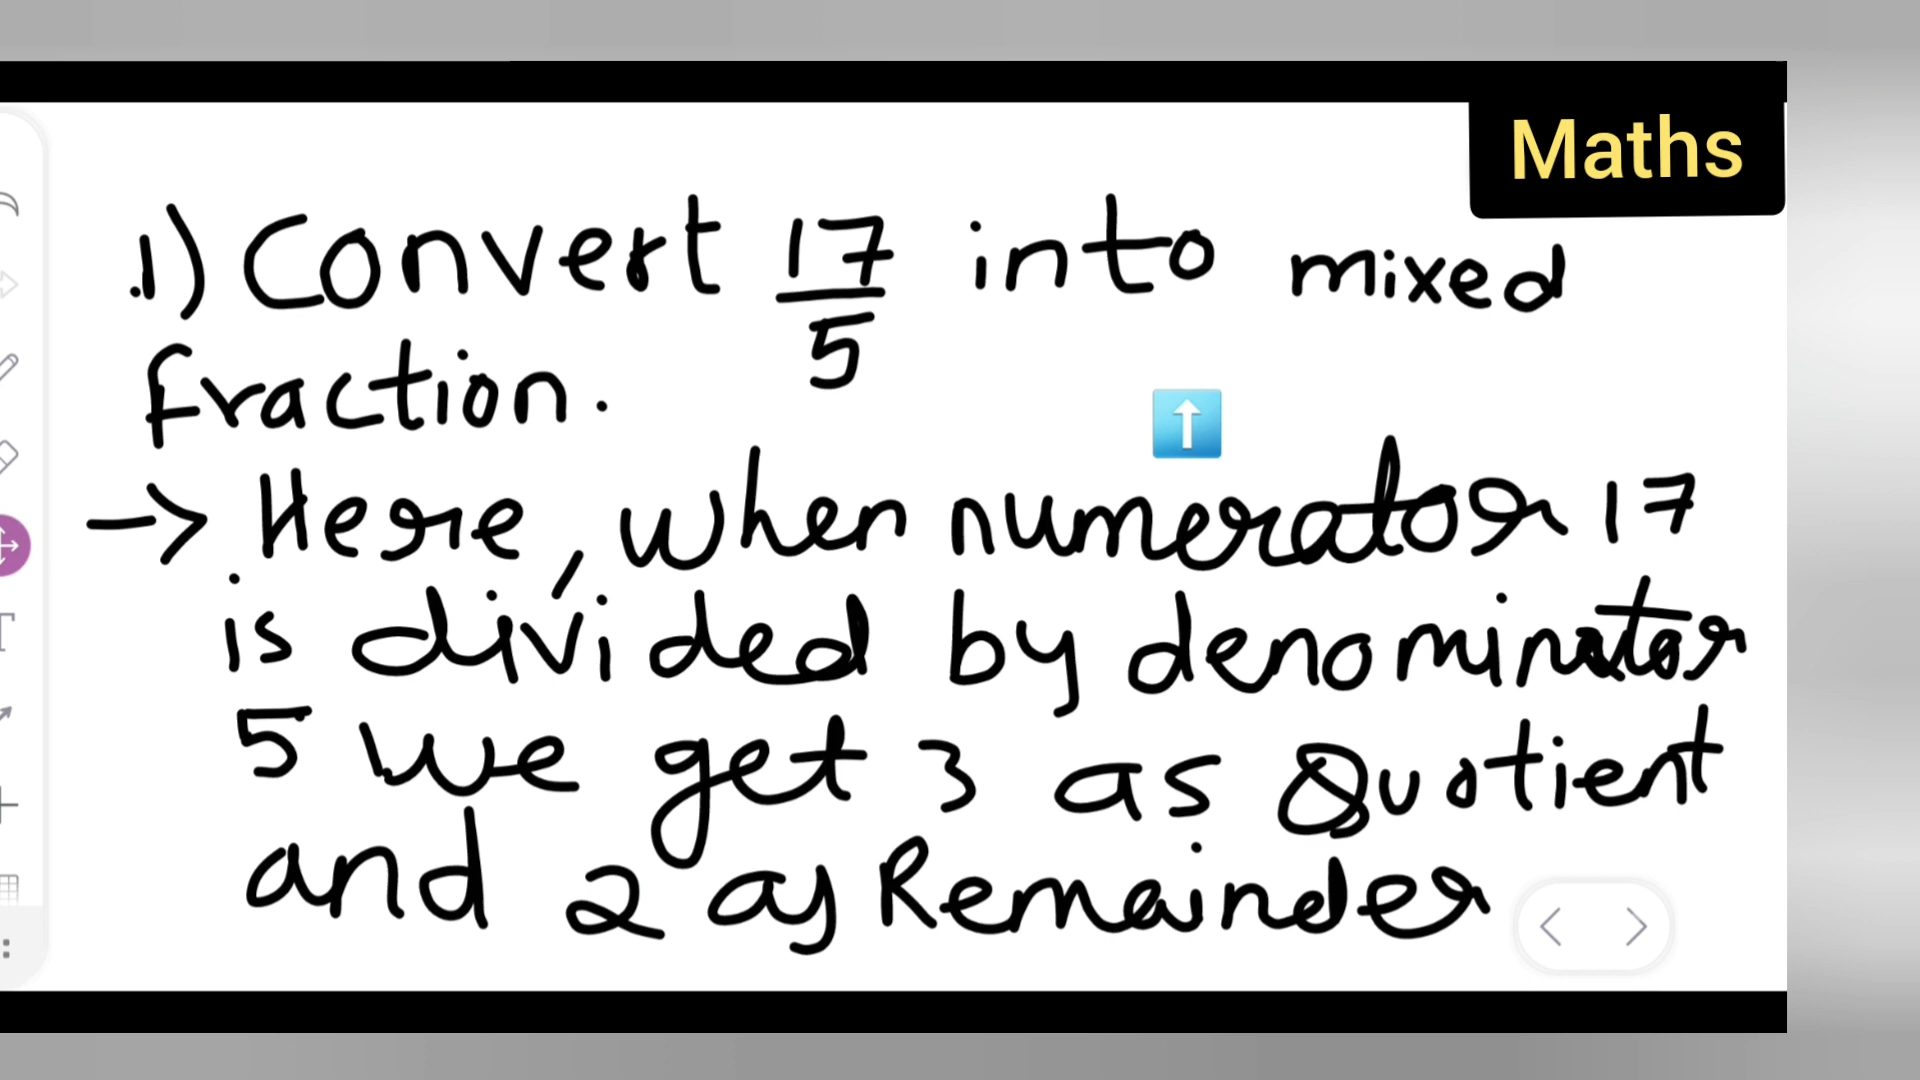 Maths
.1) Convert 17/5 into mixed
fraction.
→ Here, when numerator 17
is divided by denominator
5 we get 3 as Quotient
and 2 as Remainder